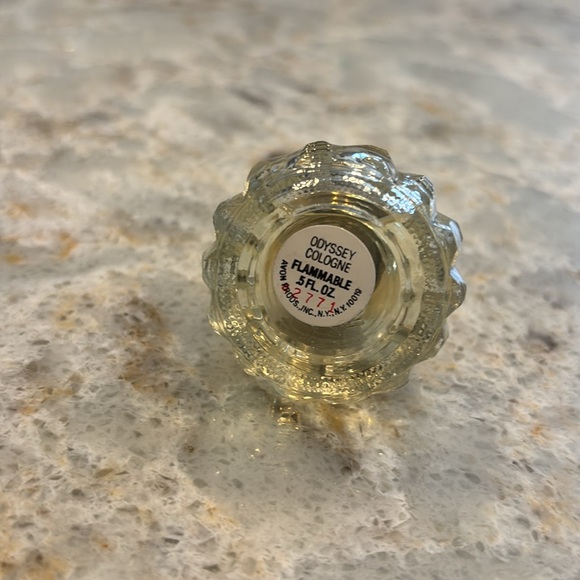 ODYSSEY
COLOGNE
FLAMMABLE
.5 FL. OZ.
2771
AVON PRODS., INC., N.Y., N.Y. 10019